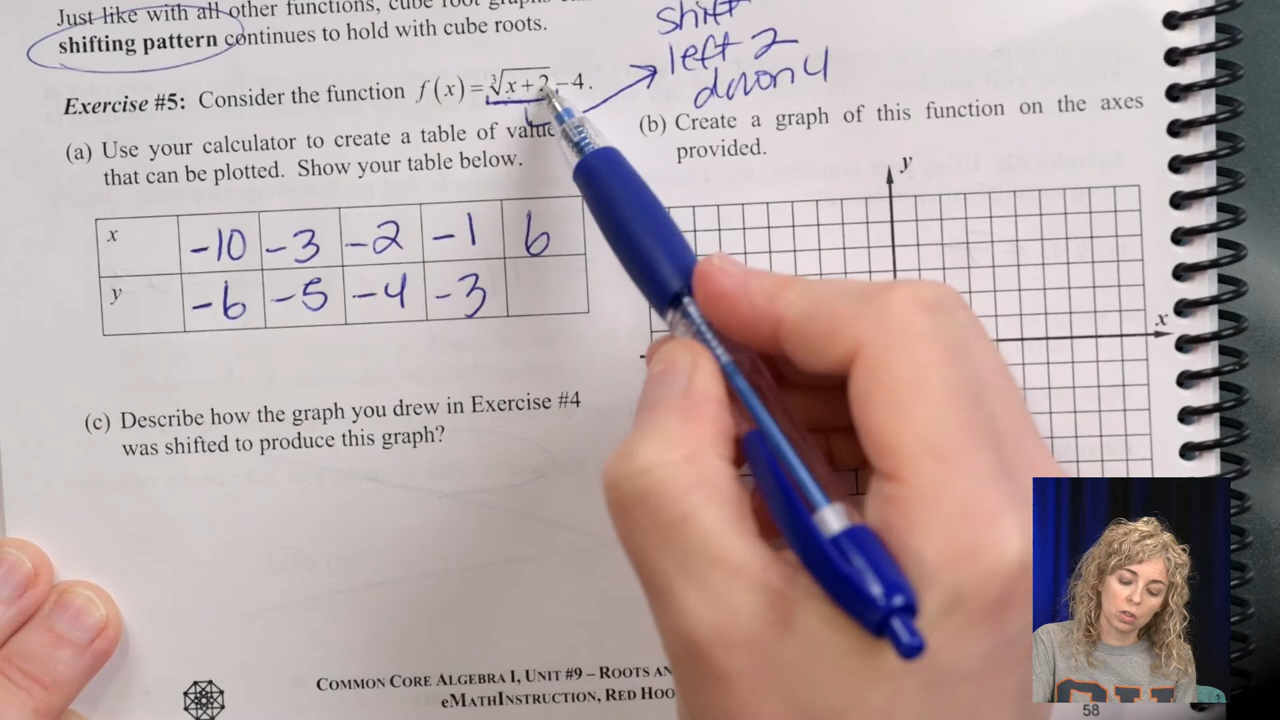 Just like with all other functions, cube root graphs
shifting pattern continues to hold with cube roots.
shift
left 2
down 4
Exercise #5: Consider the function f(x) = ∛x+2 − 4.
(a) Use your calculator to create a table of value
that can be plotted. Show your table below.
x -10 -3 -2 -1 6
y -6 -5 -4 -3
(b) Create a graph of this function on the axes
provided.
y
x
(c) Describe how the graph you drew in Exercise #4
was shifted to produce this graph?
COMMON CORE ALGEBRA I, UNIT #9 – ROOTS AN
eMATHINSTRUCTION, RED HOO
58